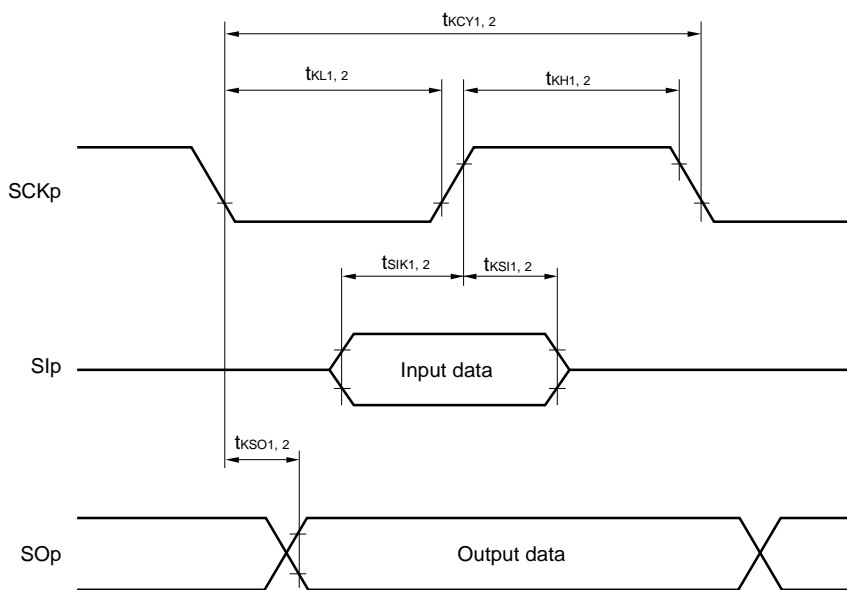 tKCY1, 2
tKL1, 2
tKH1, 2
SCKp
tSIK1, 2
tKSI1, 2
SIp
Input data
tKSO1, 2
SOp
Output data